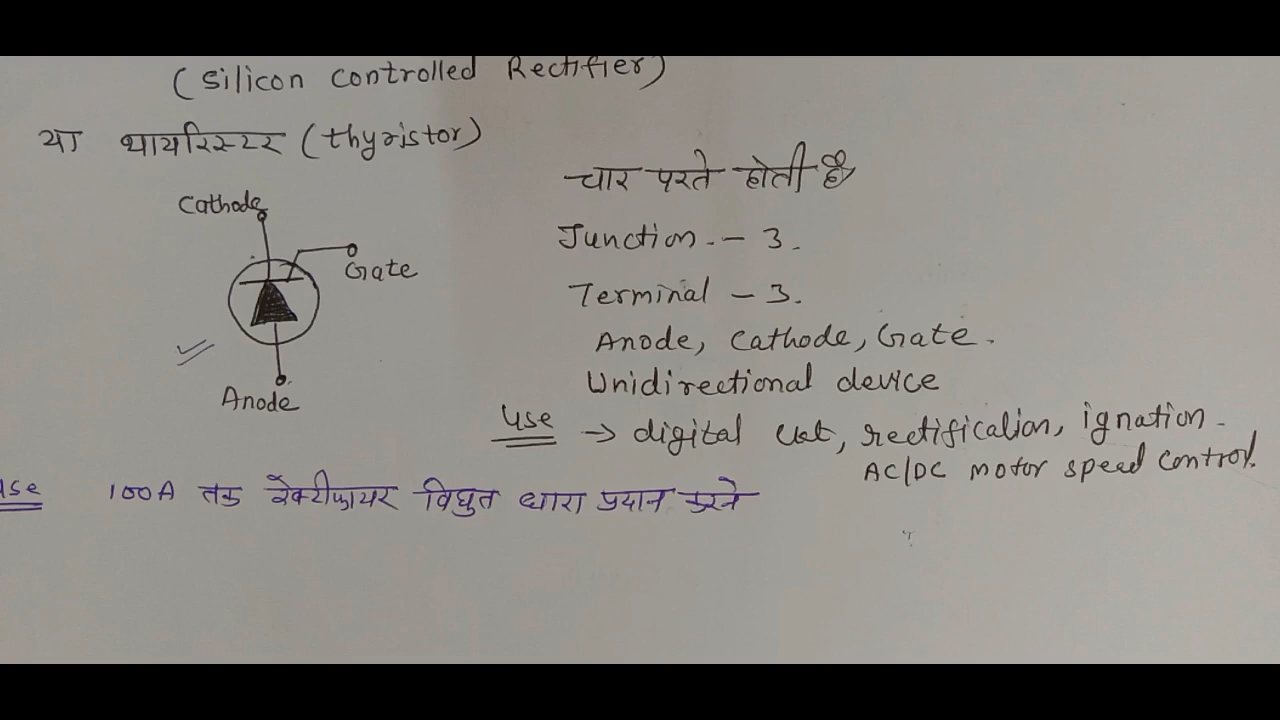 (Silicon Controlled Rectifier)
या थायरिस्टर (thyristor)
Cathode
Gate
Anode
चार परते होती है
Junction - 3.
Terminal - 3.
Anode, Cathode, Gate.
Unidirectional device
Use → digital ckt, rectification, ignation.
AC/DC motor speed control.
use 100A तक रेक्टीफायर विघुत धारा प्रदान करने